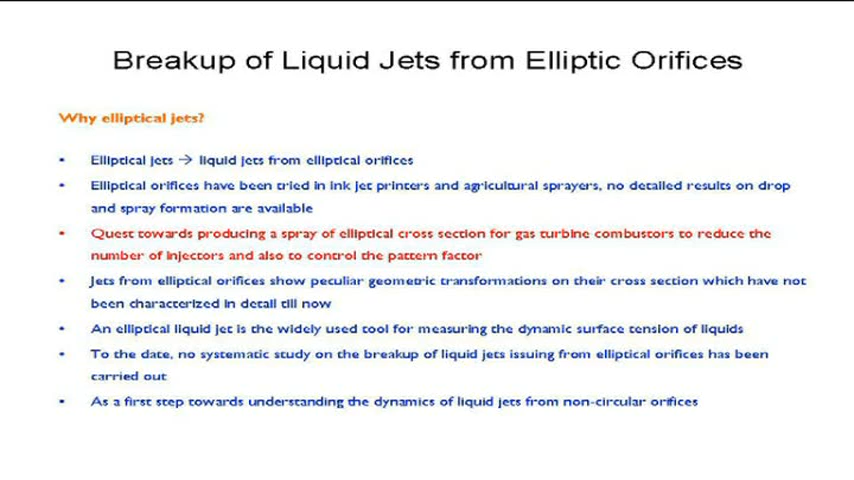 Breakup of Liquid Jets from Elliptic Orifices
Why elliptical jets?
• Elliptical jets → liquid jets from elliptical orifices
• Elliptical orifices have been tried in ink jet printers and agricultural sprayers, no detailed results on drop
and spray formation are available
• Quest towards producing a spray of elliptical cross section for gas turbine combustors to reduce the
number of injectors and also to control the pattern factor
• Jets from elliptical orifices show peculiar geometric transformations on their cross section which have not
been characterized in detail till now
• An elliptical liquid jet is the widely used tool for measuring the dynamic surface tension of liquids
• To the date, no systematic study on the breakup of liquid jets issuing from elliptical orifices has been
carried out
• As a first step towards understanding the dynamics of liquid jets from non-circular orifices